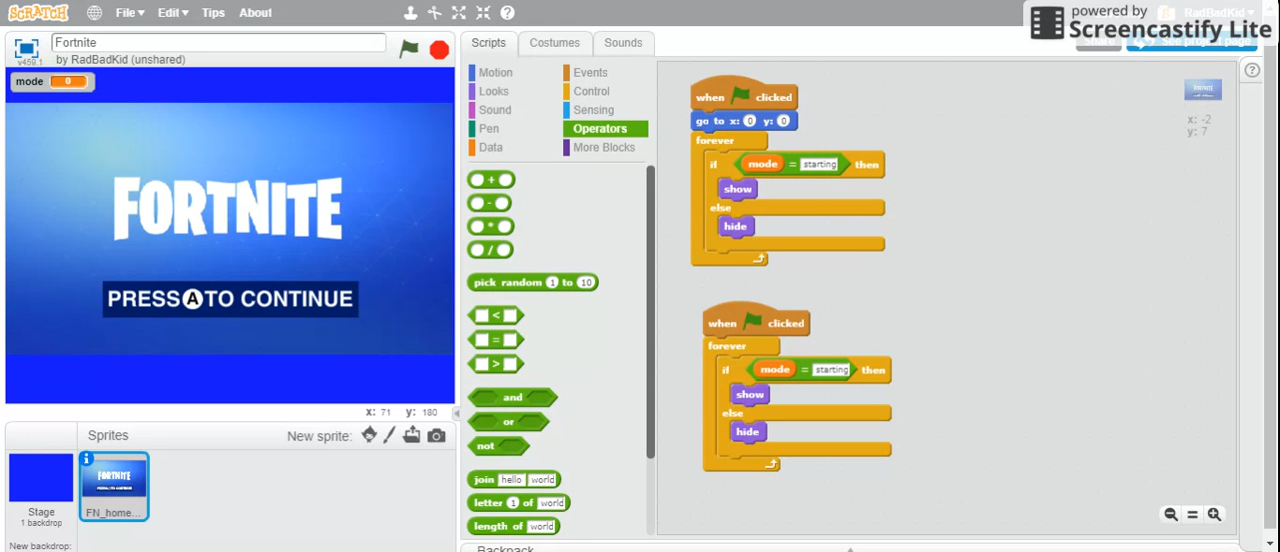 SCRATCH File Edit Tips About
RadBadKid
powered by
Screencastify Lite
Fortnite
by RadBadKid (unshared)
v459.1
Scripts Costumes Sounds
mode 0
FORTNITE
PRESS A TO CONTINUE
x: 71 y: 180
Sprites New sprite:
Stage
1 backdrop
New backdrop:
FORTNITE
FN_home...
Motion Events
Looks Control
Sound Sensing
Pen Operators
Data More Blocks
+
-
*
/
pick random 1 to 10
<
=
>
and
or
not
join hello world
letter 1 of world
length of world
when clicked
go to x: 0 y: 0
forever
if mode = starting then
show
else
hide
when clicked
forever
if mode = starting then
show
else
hide
x: -2
y: 7
Backpack